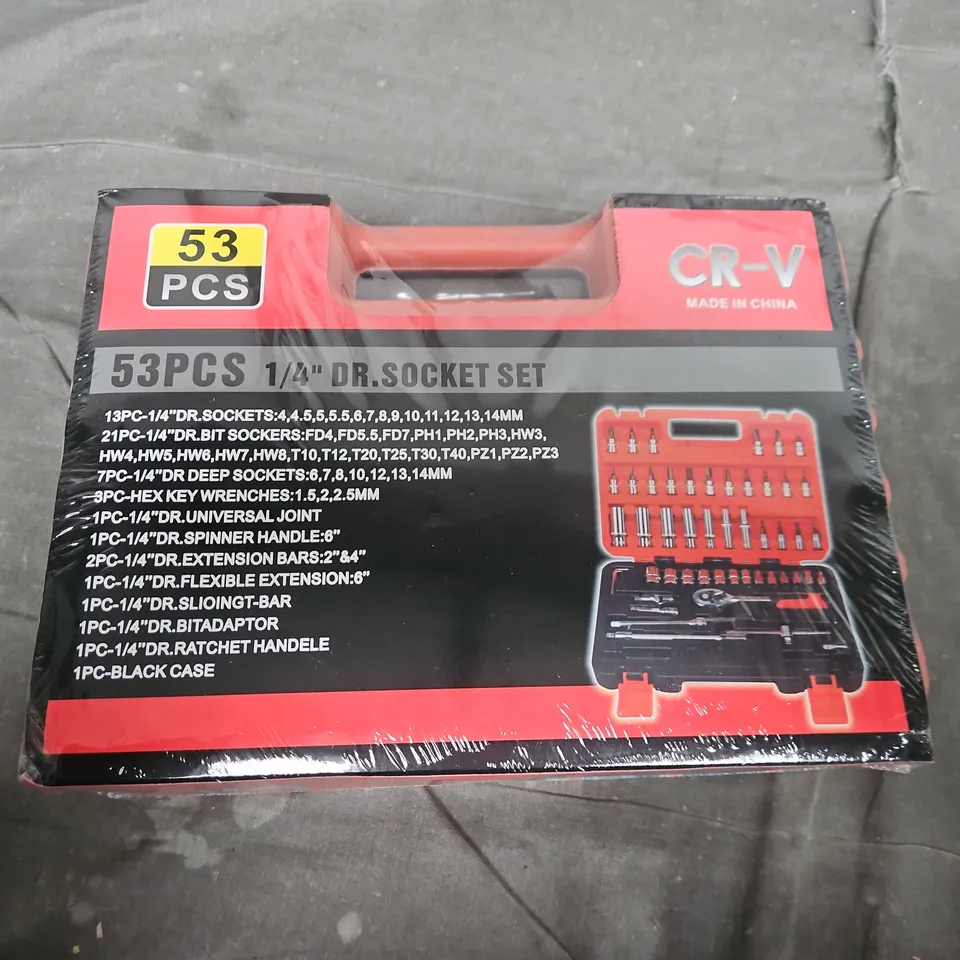 53
PCS
CR-V
MADE IN CHINA
53PCS 1/4" DR.SOCKET SET
13PC-1/4"DR.SOCKETS:4,4.5,5,5.5,6,7,8,9,10,11,12,13,14MM
21PC-1/4"DR.BIT SOCKERS:FD4,FD5.5,FD7,PH1,PH2,PH3,HW3,
HW4,HW5,HW6,HW7,HW8,T10,T12,T20,T25,T30,T40,PZ1,PZ2,PZ3
7PC-1/4"DR DEEP SOCKETS:6,7,8,10,12,13,14MM
3PC-HEX KEY WRENCHES:1.5,2,2.5MM
1PC-1/4"DR.UNIVERSAL JOINT
1PC-1/4"DR.SPINNER HANDLE:6"
2PC-1/4"DR.EXTENSION BARS:2"&4"
1PC-1/4"DR.FLEXIBLE EXTENSION:6"
1PC-1/4"DR.SLIOINGT-BAR
1PC-1/4"DR.BITADAPTOR
1PC-1/4"DR.RATCHET HANDELE
1PC-BLACK CASE